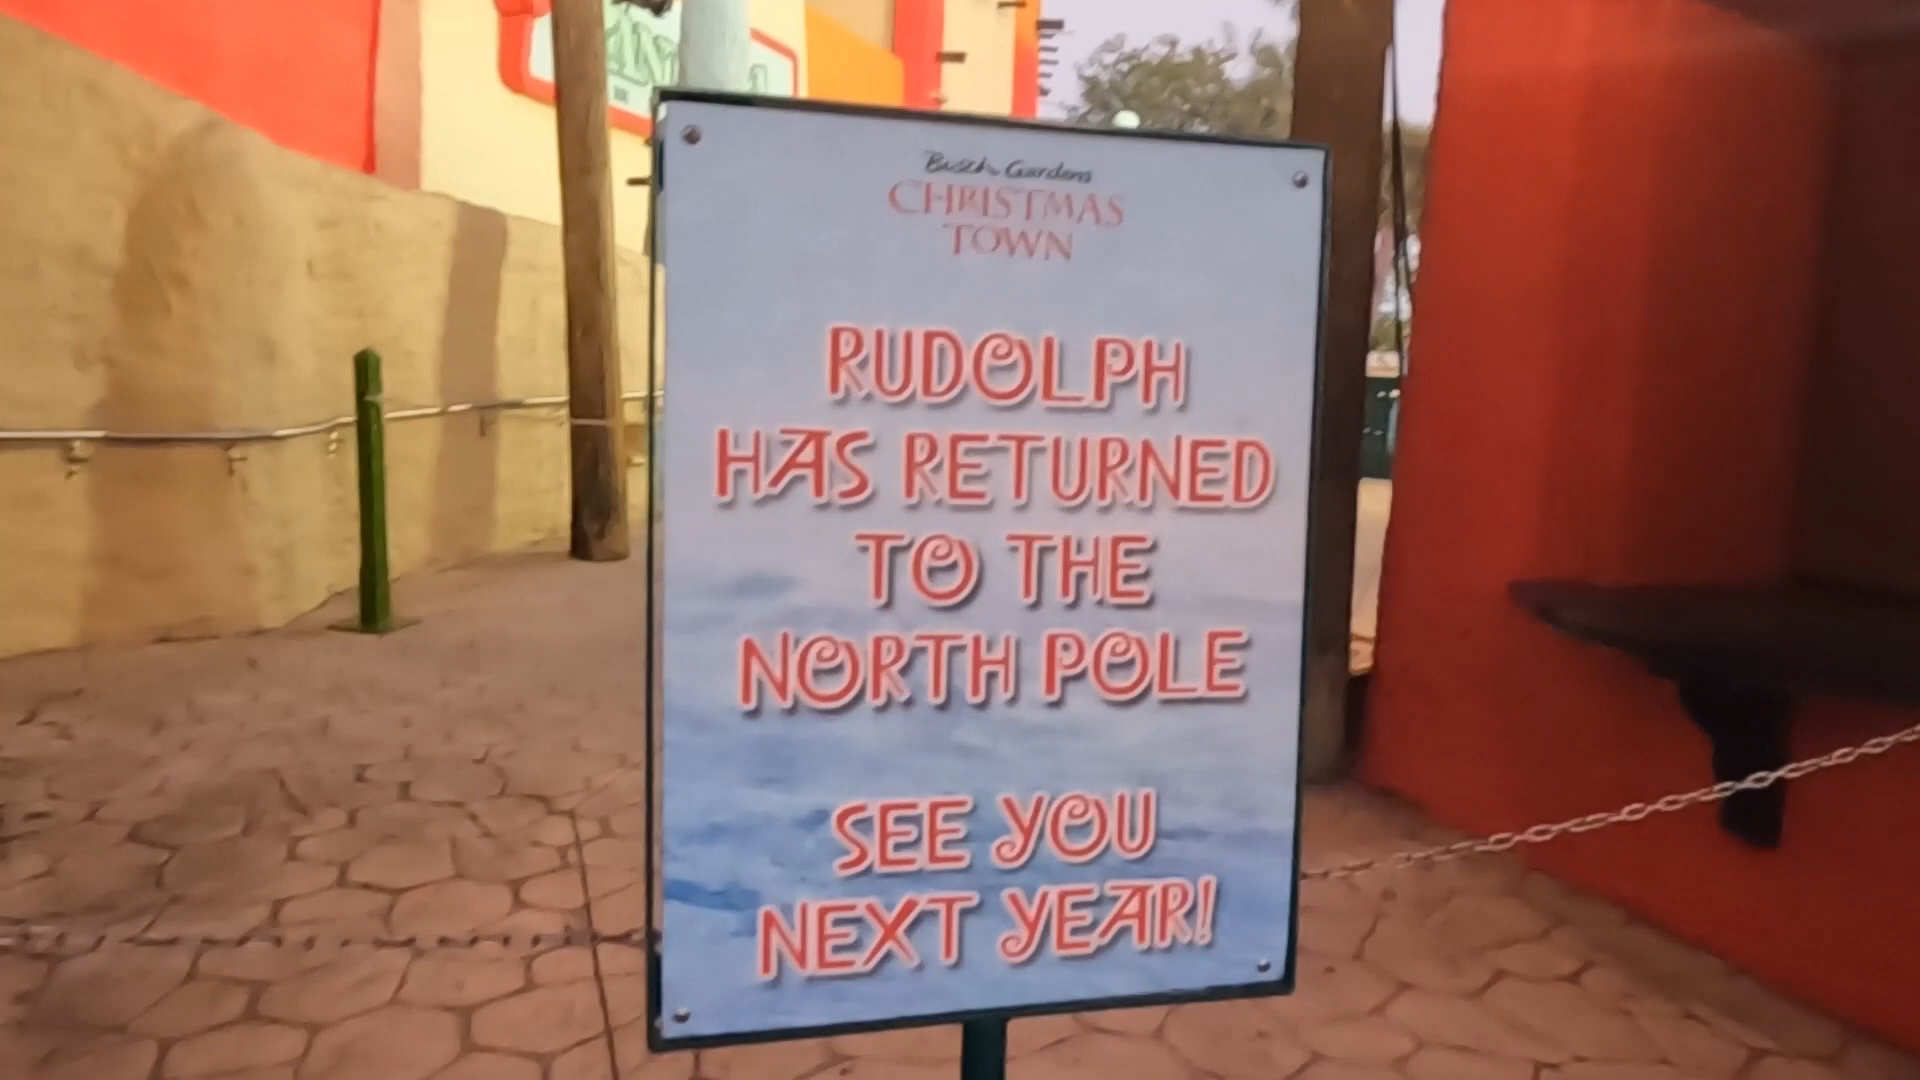 Busch Gardens
CHRISTMAS
TOWN
RUDOLPH
HAS RETURNED
TO THE
NORTH POLE
SEE YOU
NEXT YEAR!